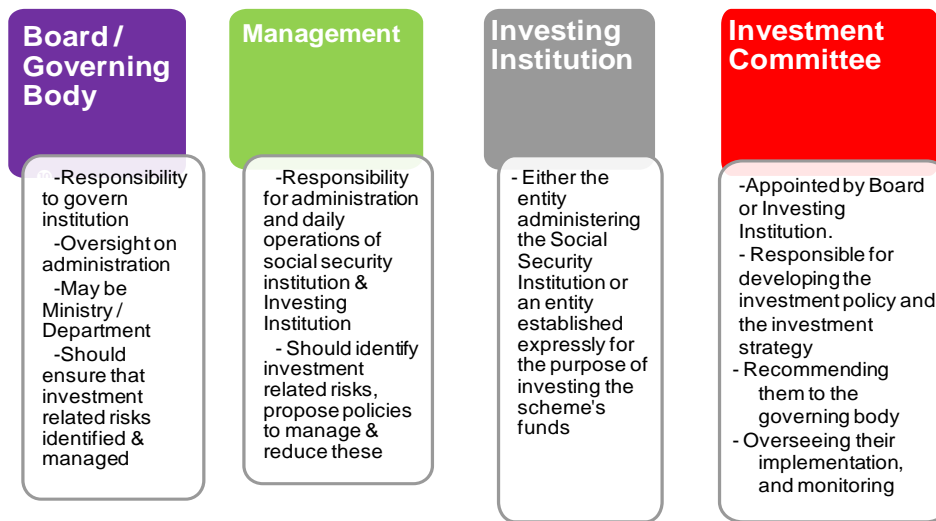 Board /
Governing
Body
-Responsibility
to govern
institution
-Oversight on
administration
-May be
Ministry /
Department
-Should
ensure that
investment
related risks
identified &
managed
Management
-Responsibility
for administration
and daily
operations of
social security
institution &
Investing
Institution
- Should identify
investment
related risks,
propose policies
to manage &
reduce these
Investing
Institution
- Either the
entity
administering
the Social
Security
Institution or
an entity
established
expressly for
the purpose of
investing the
scheme's
funds
Investment
Committee
-Appointed by Board
or Investing
Institution.
- Responsible for
developing the
investment policy and
the investment
strategy
- Recommending
them to the
governing body
- Overseeing their
implementation,
and monitoring